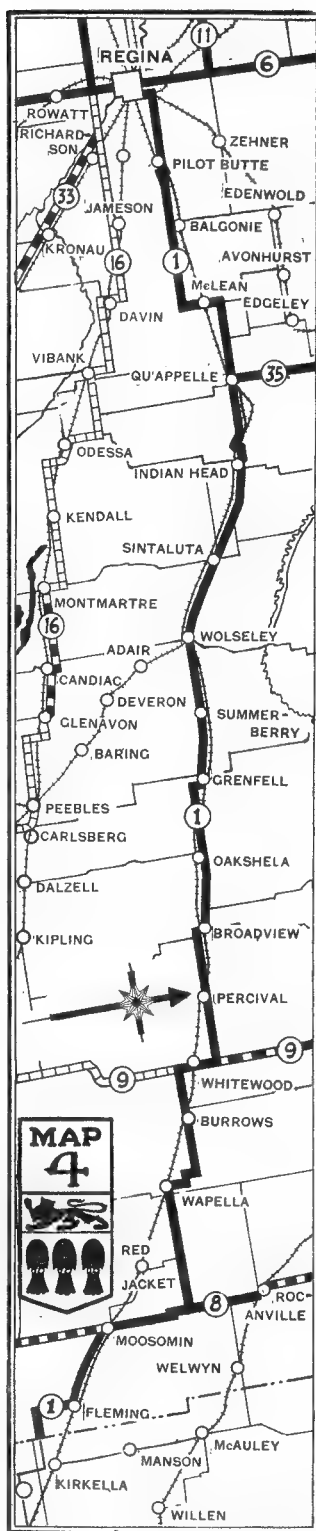 11
REGINA
6
ROWATT
RICHARD-
SON
ZEHNER
PILOT BUTTE
33
EDENWOLD
JAMESON
BALGONIE
KRONAU
AVONHURST
16
1
McLEAN
EDGELEY
DAVIN
VIBANK
QU'APPELLE
35
ODESSA
INDIAN HEAD
KENDALL
SINTALUTA
MONTMARTRE
16
WOLSELEY
ADAIR
CANDIAC
DEVERON
SUMMER-
BERRY
GLENAVON
BARING
GRENFELL
PEEBLES
1
CARLSBERG
OAKSHELA
DALZELL
BROADVIEW
KIPLING
PERCIVAL
9
9
WHITEWOOD
BURROWS
MAP
4
WAPELLA
RED
JACKET
8
ROC-
ANVILLE
MOOSOMIN
WELWYN
1
FLEMING
McAULEY
MANSON
KIRKELLA
WILLEN